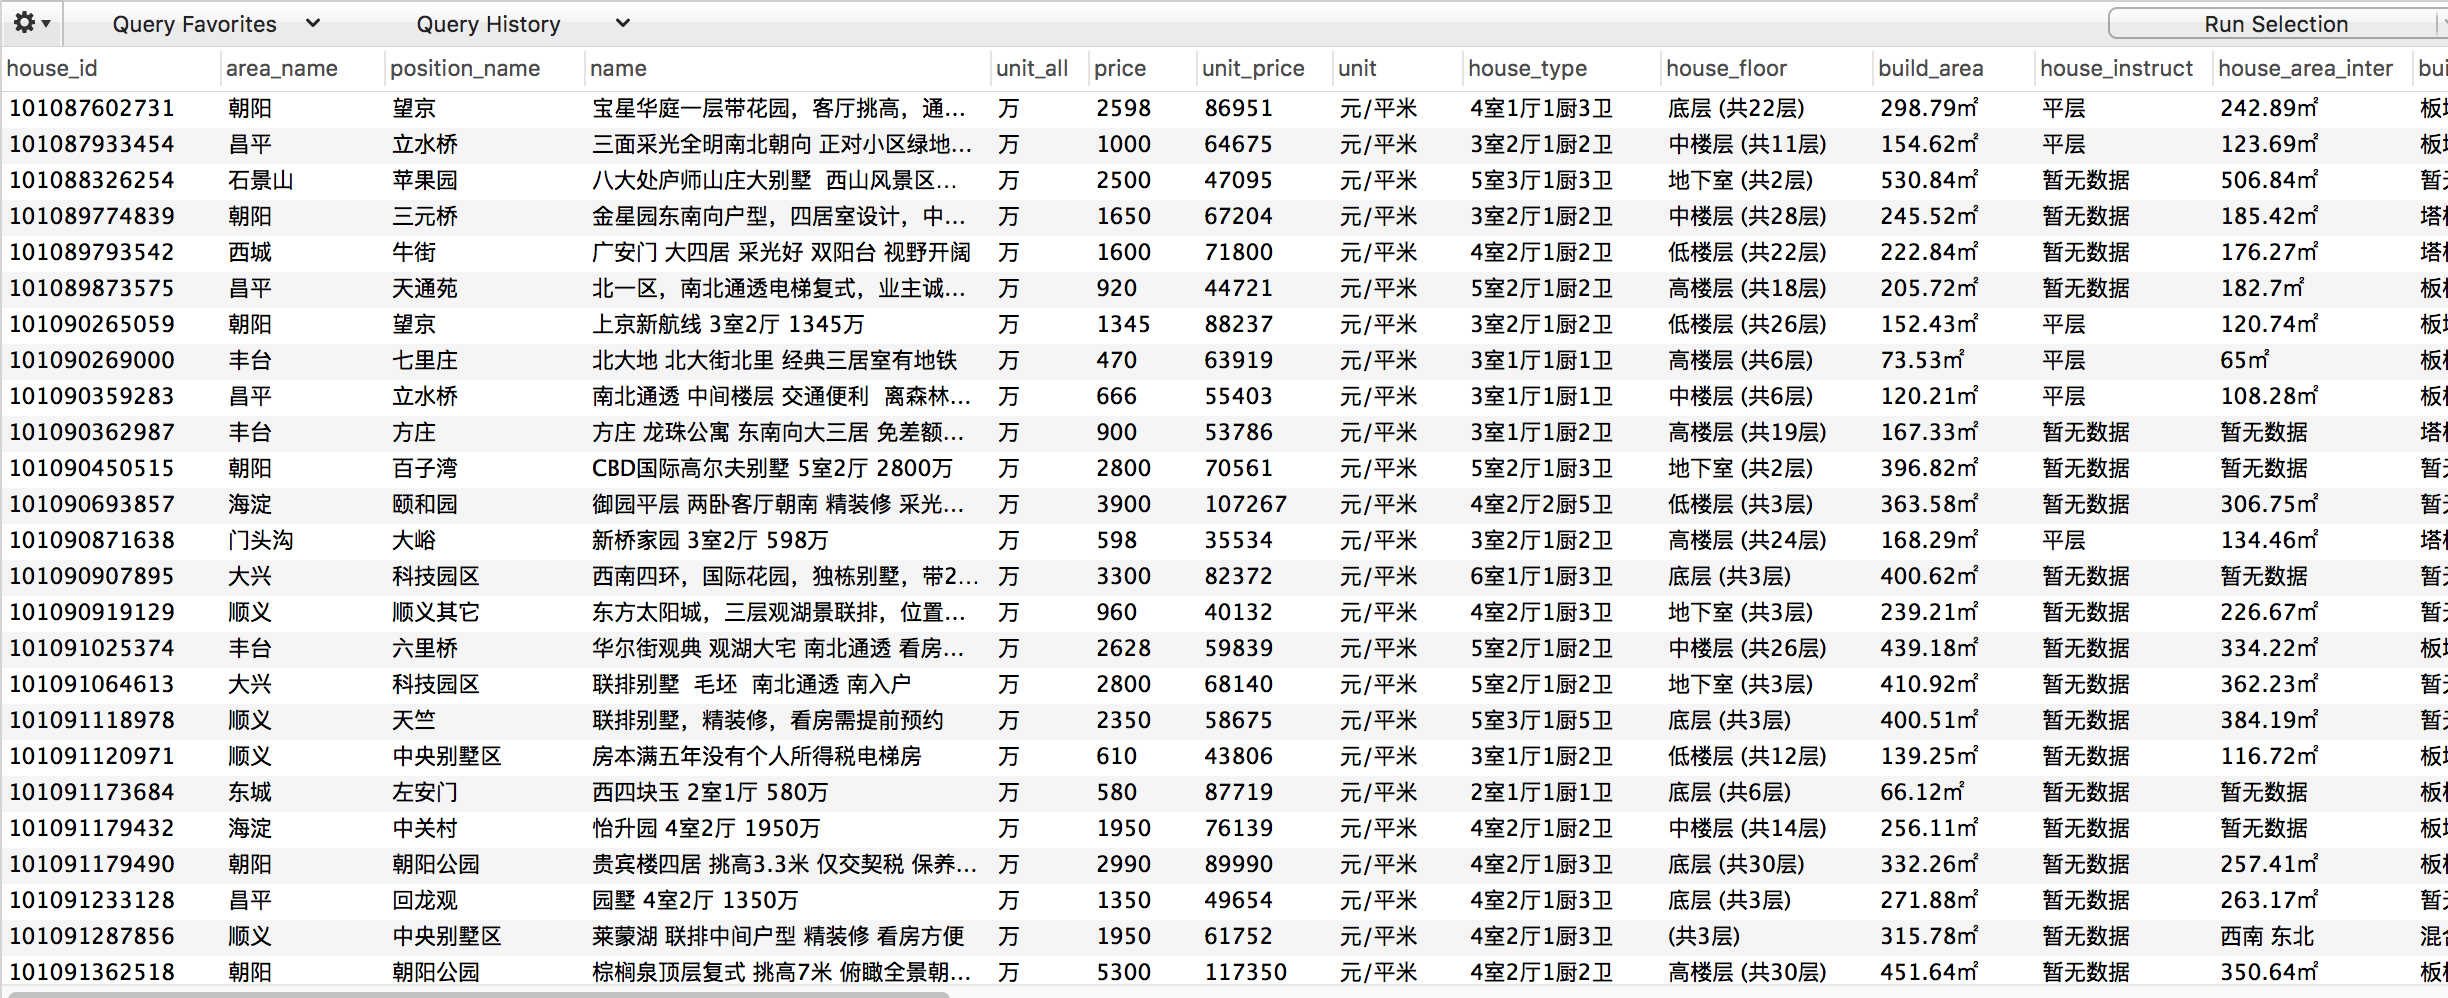 Query Favorites Query History Run Selection
house_id area_name position_name name unit_all price unit_price unit house_type house_floor build_area house_instruct house_area_inter bui
101087602731 朝阳 望京 宝星华庭一层带花园，客厅挑高，通… 万 2598 86951 元/平米 4室1厅1厨3卫 底层 (共22层) 298.79㎡ 平层 242.89㎡ 板
101087933454 昌平 立水桥 三面采光全明南北朝向 正对小区绿地… 万 1000 64675 元/平米 3室2厅1厨2卫 中楼层 (共11层) 154.62㎡ 平层 123.69㎡ 板
101088326254 石景山 苹果园 八大处庐师山庄大别墅  西山风景区… 万 2500 47095 元/平米 5室3厅1厨3卫 地下室 (共2层) 530.84㎡ 暂无数据 506.84㎡ 暂
101089774839 朝阳 三元桥 金星园东南向户型，四居室设计，中… 万 1650 67204 元/平米 3室2厅1厨2卫 中楼层 (共28层) 245.52㎡ 暂无数据 185.42㎡ 塔
101089793542 西城 牛街 广安门 大四居 采光好 双阳台 视野开阔 万 1600 71800 元/平米 4室2厅1厨2卫 低楼层 (共22层) 222.84㎡ 暂无数据 176.27㎡ 塔
101089873575 昌平 天通苑 北一区，南北通透电梯复式，业主诚… 万 920 44721 元/平米 5室2厅1厨2卫 高楼层 (共18层) 205.72㎡ 暂无数据 182.7㎡ 板
101090265059 朝阳 望京 上京新航线 3室2厅 1345万 万 1345 88237 元/平米 3室2厅1厨2卫 低楼层 (共26层) 152.43㎡ 平层 120.74㎡ 板
101090269000 丰台 七里庄 北大地 北大街北里 经典三居室有地铁 万 470 63919 元/平米 3室1厅1厨1卫 高楼层 (共6层) 73.53㎡ 平层 65㎡ 板
101090359283 昌平 立水桥 南北通透 中间楼层 交通便利  离森林… 万 666 55403 元/平米 3室1厅1厨1卫 中楼层 (共6层) 120.21㎡ 平层 108.28㎡ 板
101090362987 丰台 方庄 方庄 龙珠公寓 东南向大三居 免差额… 万 900 53786 元/平米 3室1厅1厨2卫 高楼层 (共19层) 167.33㎡ 暂无数据 暂无数据 塔
101090450515 朝阳 百子湾 CBD国际高尔夫别墅 5室2厅 2800万 万 2800 70561 元/平米 5室2厅1厨3卫 地下室 (共2层) 396.82㎡ 暂无数据 暂无数据 暂
101090693857 海淀 颐和园 御园平层 两卧客厅朝南 精装修 采光… 万 3900 107267 元/平米 4室2厅2厨5卫 低楼层 (共3层) 363.58㎡ 暂无数据 306.75㎡ 暂
101090871638 门头沟 大峪 新桥家园 3室2厅 598万 万 598 35534 元/平米 3室2厅1厨2卫 高楼层 (共24层) 168.29㎡ 平层 134.46㎡ 塔
101090907895 大兴 科技园区 西南四环，国际花园，独栋别墅，带2… 万 3300 82372 元/平米 6室1厅1厨3卫 底层 (共3层) 400.62㎡ 暂无数据 暂无数据 暂
101090919129 顺义 顺义其它 东方太阳城，三层观湖景联排，位置… 万 960 40132 元/平米 4室2厅1厨3卫 地下室 (共3层) 239.21㎡ 暂无数据 226.67㎡ 暂
101091025374 丰台 六里桥 华尔街观典 观湖大宅 南北通透 看房… 万 2628 59839 元/平米 5室2厅1厨2卫 中楼层 (共26层) 439.18㎡ 暂无数据 334.22㎡ 板
101091064613 大兴 科技园区 联排别墅  毛坯  南北通透 南入户 万 2800 68140 元/平米 5室2厅1厨2卫 地下室 (共3层) 410.92㎡ 暂无数据 362.23㎡ 暂
101091118978 顺义 天竺 联排别墅，精装修，看房需提前预约 万 2350 58675 元/平米 5室3厅1厨5卫 底层 (共3层) 400.51㎡ 暂无数据 384.19㎡ 暂
101091120971 顺义 中央别墅区 房本满五年没有个人所得税电梯房 万 610 43806 元/平米 3室1厅1厨2卫 低楼层 (共12层) 139.25㎡ 暂无数据 116.72㎡ 板
101091173684 东城 左安门 西四块玉 2室1厅 580万 万 580 87719 元/平米 2室1厅1厨1卫 底层 (共6层) 66.12㎡ 暂无数据 暂无数据 板
101091179432 海淀 中关村 怡升园 4室2厅 1950万 万 1950 76139 元/平米 4室2厅1厨2卫 中楼层 (共14层) 256.11㎡ 暂无数据 暂无数据 板
101091179490 朝阳 朝阳公园 贵宾楼四居 挑高3.3米 仅交契税 保养… 万 2990 89990 元/平米 4室2厅1厨3卫 底层 (共30层) 332.26㎡ 暂无数据 257.41㎡ 板
101091233128 昌平 回龙观 园墅 4室2厅 1350万 万 1350 49654 元/平米 4室2厅1厨3卫 底层 (共3层) 271.88㎡ 暂无数据 263.17㎡ 暂
101091287856 顺义 中央别墅区 莱蒙湖 联排中间户型 精装修 看房方便 万 1950 61752 元/平米 4室2厅1厨3卫 (共3层) 315.78㎡ 暂无数据 西南 东北 混
101091362518 朝阳 朝阳公园 棕榈泉顶层复式 挑高7米 俯瞰全景朝… 万 5300 117350 元/平米 4室2厅1厨2卫 高楼层 (共30层) 451.64㎡ 暂无数据 350.64㎡ 板